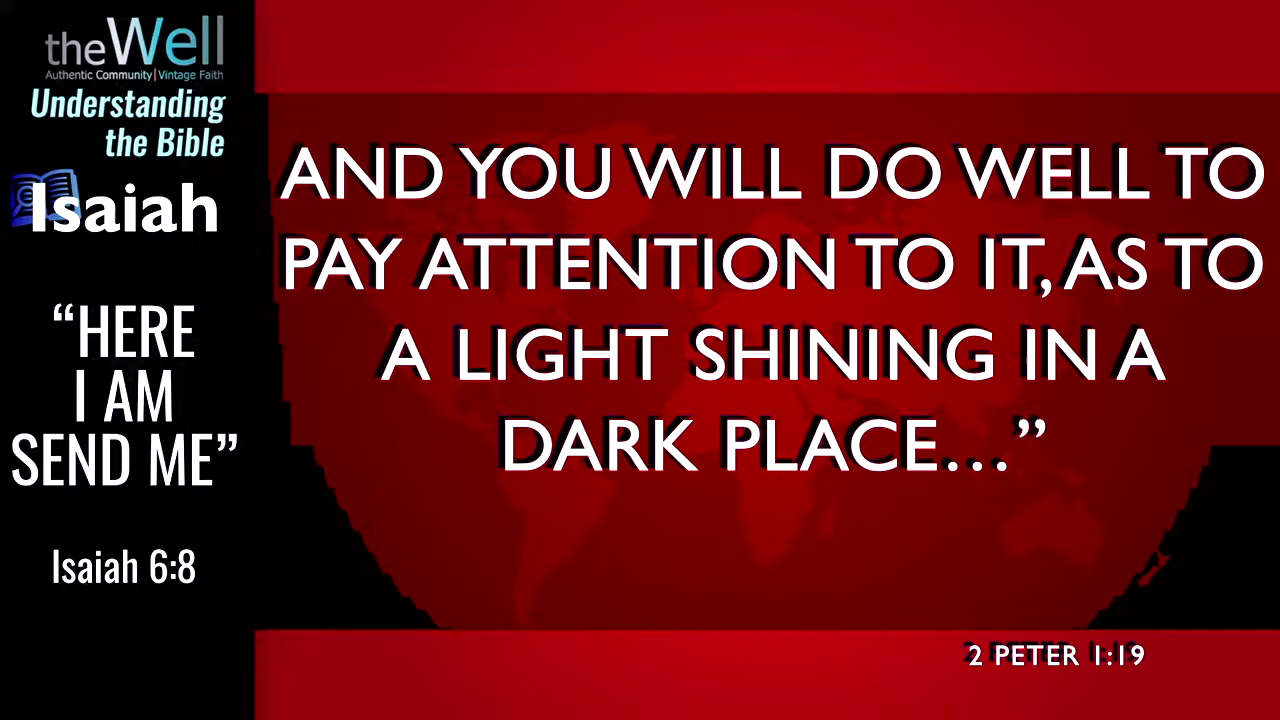 theWell
Authentic Community|Vintage Faith
Understanding
the Bible
Isaiah
“HERE
I AM
SEND ME”
Isaiah 6:8
AND YOU WILL DO WELL TO
PAY ATTENTION TO IT, AS TO
A LIGHT SHINING IN A
DARK PLACE…”
2 PETER 1:19